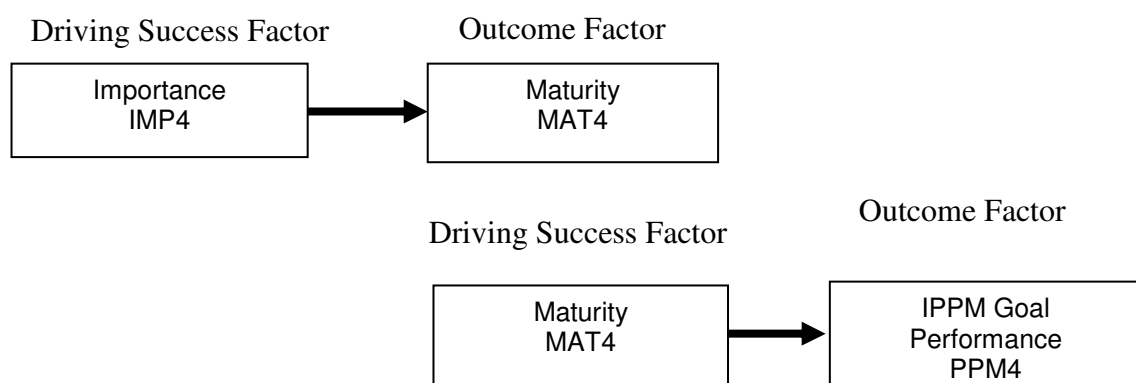 Driving Success Factor
Outcome Factor
Importance
IMP4
Maturity
MAT4
Outcome Factor
Driving Success Factor
Maturity
MAT4
IPPM Goal
Performance
PPM4